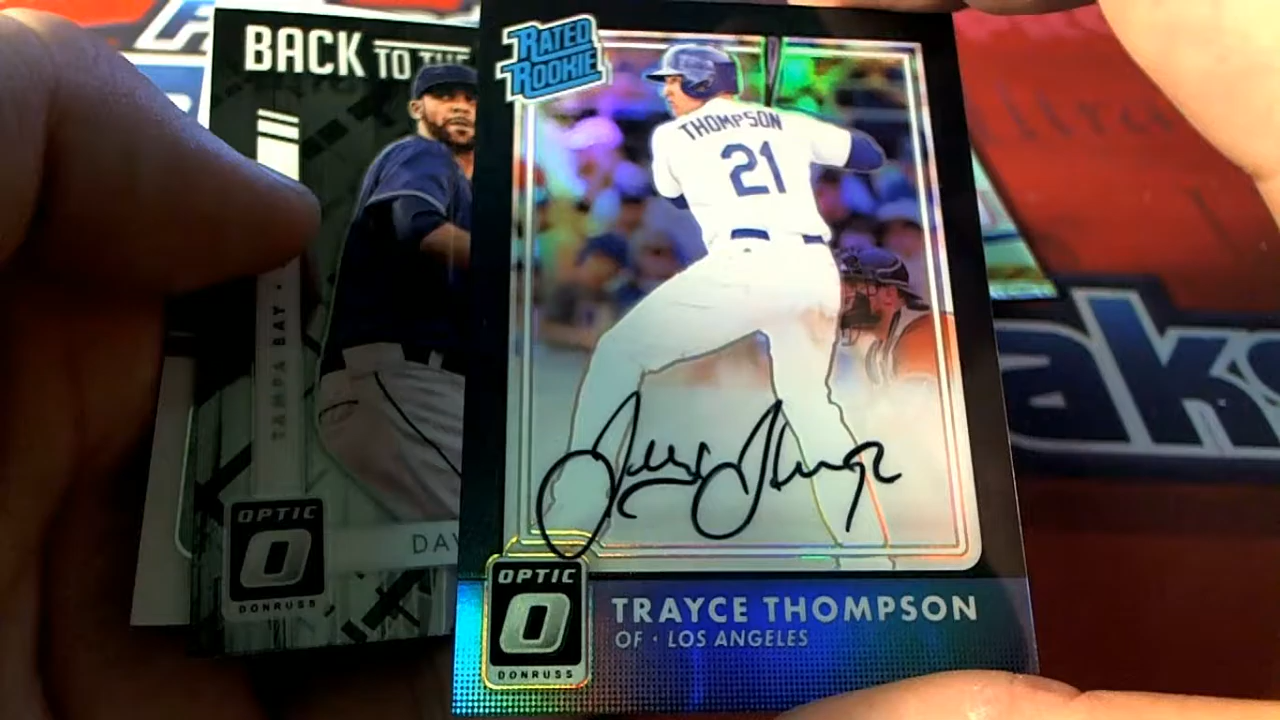 BACK TO THE
TAMPA BAY •
OPTIC
O
DONRUSS
DAV
RATED
ROOKIE
THOMPSON
21
OPTIC
O
DONRUSS
TRAYCE THOMPSON
OF • LOS ANGELES
aks